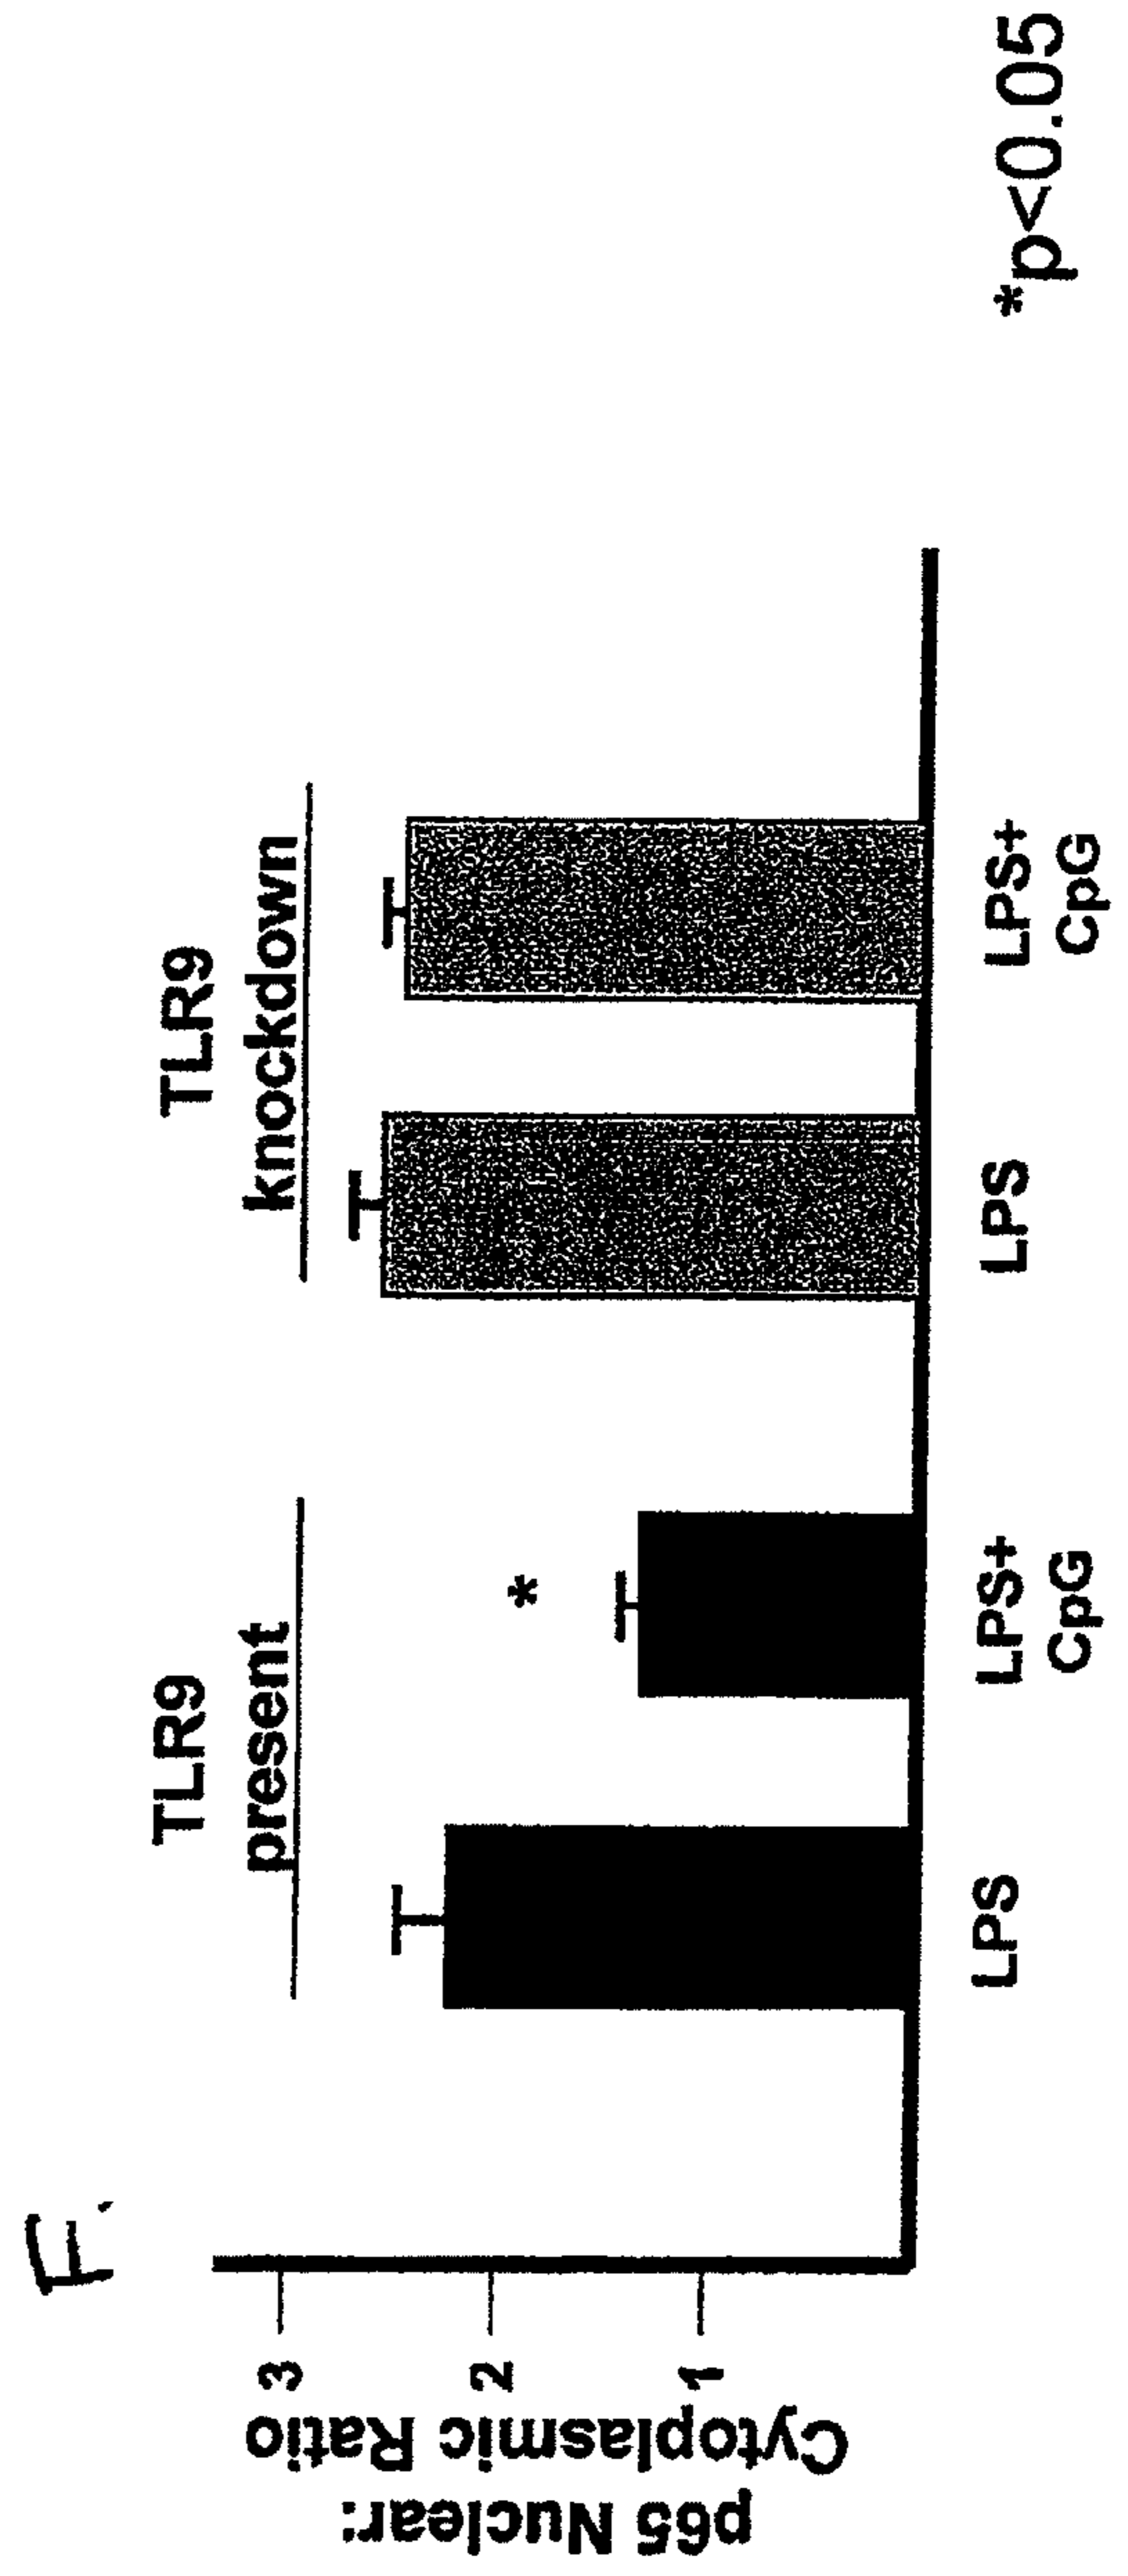 F.
TLR9
present
TLR9
knockdown
p65 Nuclear:
Cytoplasmic Ratio
3
2
1
*
LPS
LPS+
CpG
LPS
LPS+
CpG
*p<0.05